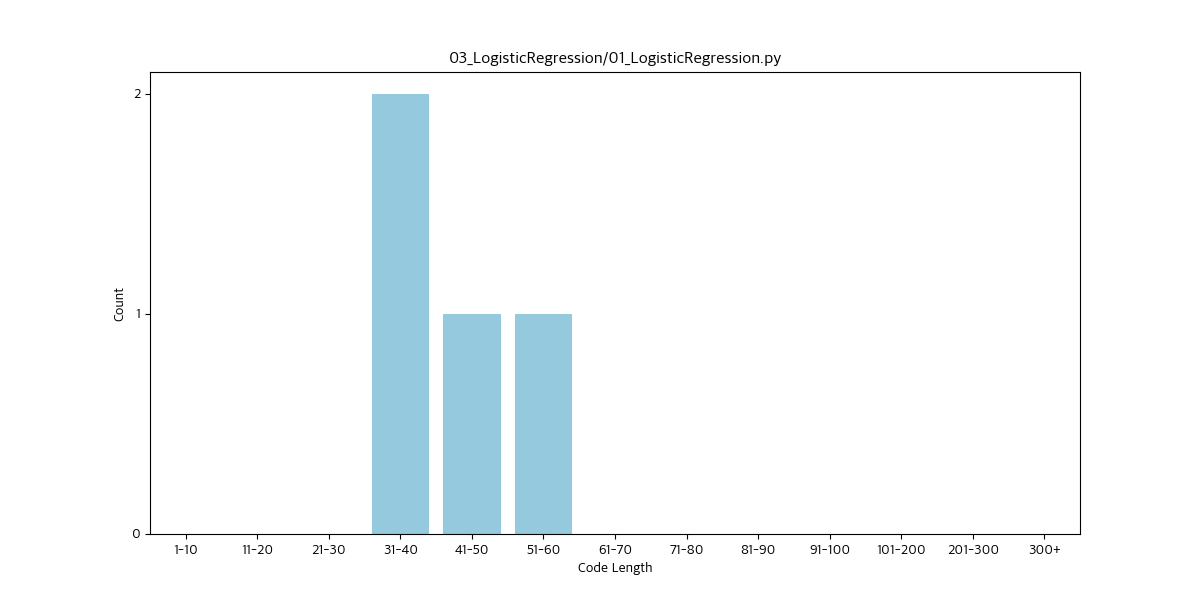 03_LogisticRegression/01_LogisticRegression.py
2
1
0
Count
1-10 11-20 21-30 31-40 41-50 51-60 61-70 71-80 81-90 91-100 101-200 201-300 300+
Code Length